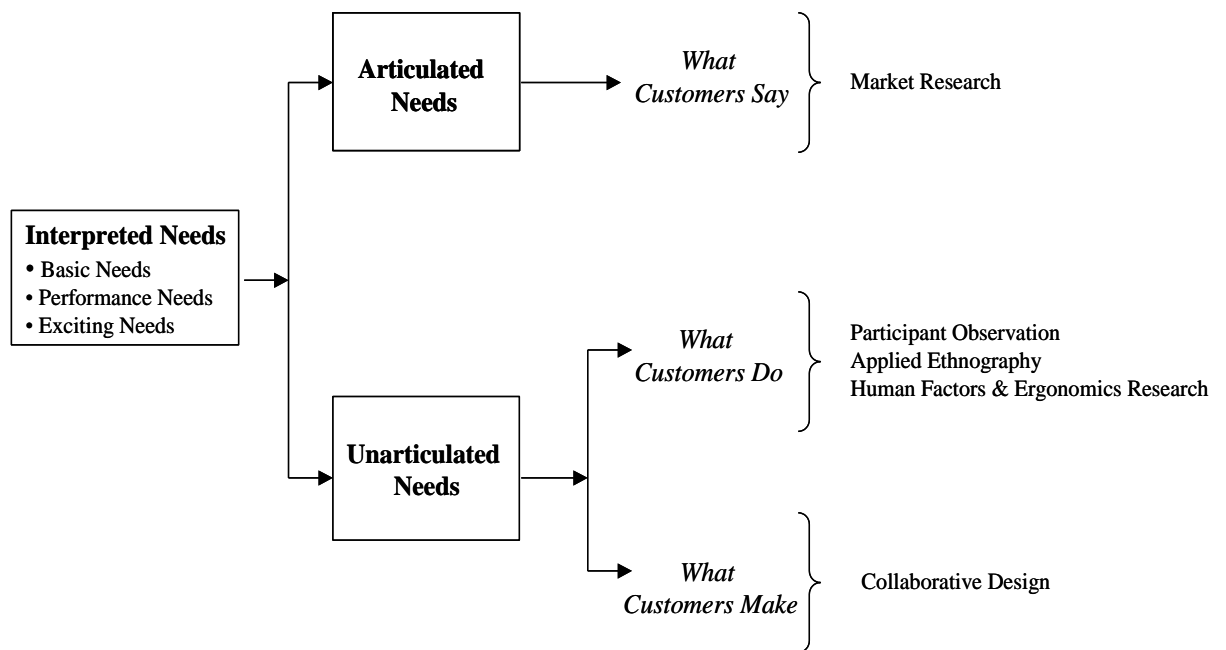 Articulated
Needs
What
Customers Say
Market Research
Interpreted Needs
• Basic Needs
• Performance Needs
• Exciting Needs
What
Customers Do
Participant Observation
Applied Ethnography
Human Factors & Ergonomics Research
Unarticulated
Needs
What
Customers Make
Collaborative Design